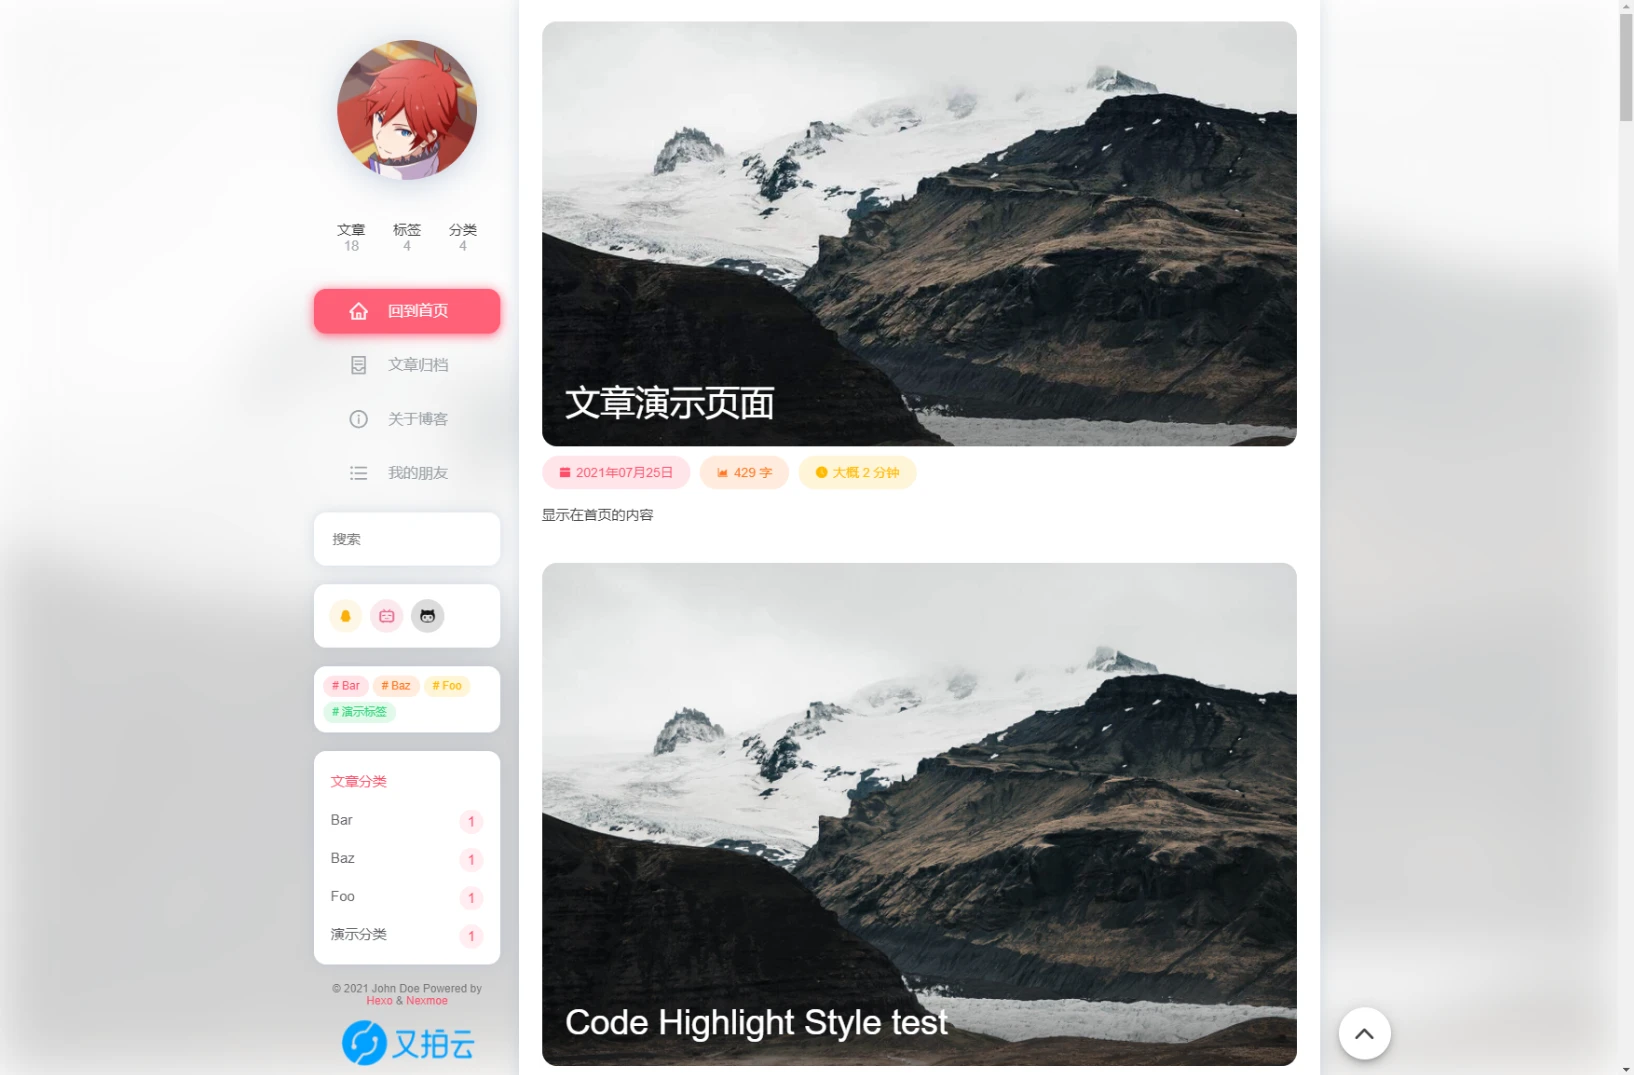 文章 标签 分类
18 4 4
回到首页
文章归档
关于博客
我的朋友
搜索
# Bar # Baz # Foo
# 演示标签
文章分类
Bar 1
Baz 1
Foo 1
演示分类 1
© 2021 John Doe Powered by
Hexo & Nexmoe
又拍云
文章演示页面
2021年07月25日 429 字 大概 2 分钟
显示在首页的内容
Code Highlight Style test